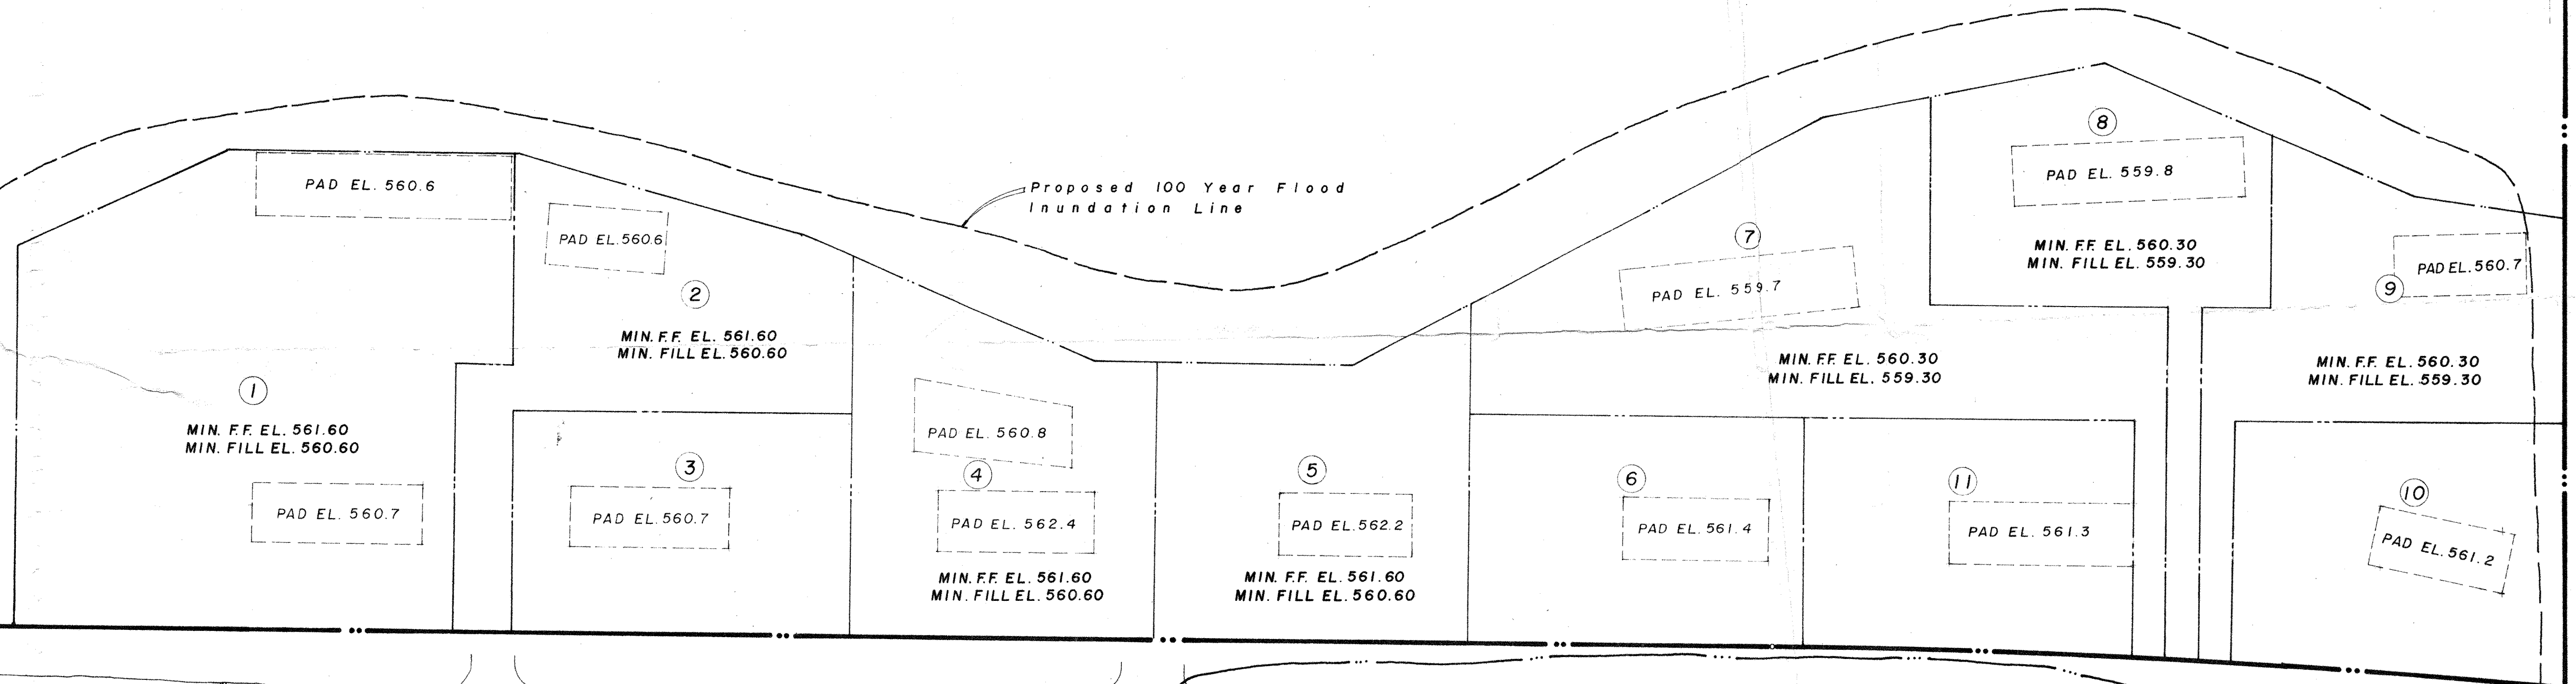 PAD EL. 560.6
1
MIN. F.F. EL. 561.60
MIN. FILL EL. 560.60
PAD EL. 560.7
PAD EL. 560.6
2
MIN. F.F. EL. 561.60
MIN. FILL EL. 560.60
3
PAD EL. 560.7
Proposed 100 Year Flood
Inundation Line
PAD EL. 560.8
4
PAD EL. 562.4
MIN. F.F. EL. 561.60
MIN. FILL EL. 560.60
5
PAD EL. 562.2
MIN. F.F. EL. 561.60
MIN. FILL EL. 560.60
6
PAD EL. 561.4
7
PAD EL. 559.7
MIN. F.F. EL. 560.30
MIN. FILL EL. 559.30
8
PAD EL. 559.8
MIN. F.F. EL. 560.30
MIN. FILL EL. 559.30
11
PAD EL. 561.3
PAD EL. 560.7
9
MIN. F.F. EL. 560.30
MIN. FILL EL. 559.30
10
PAD EL. 561.2